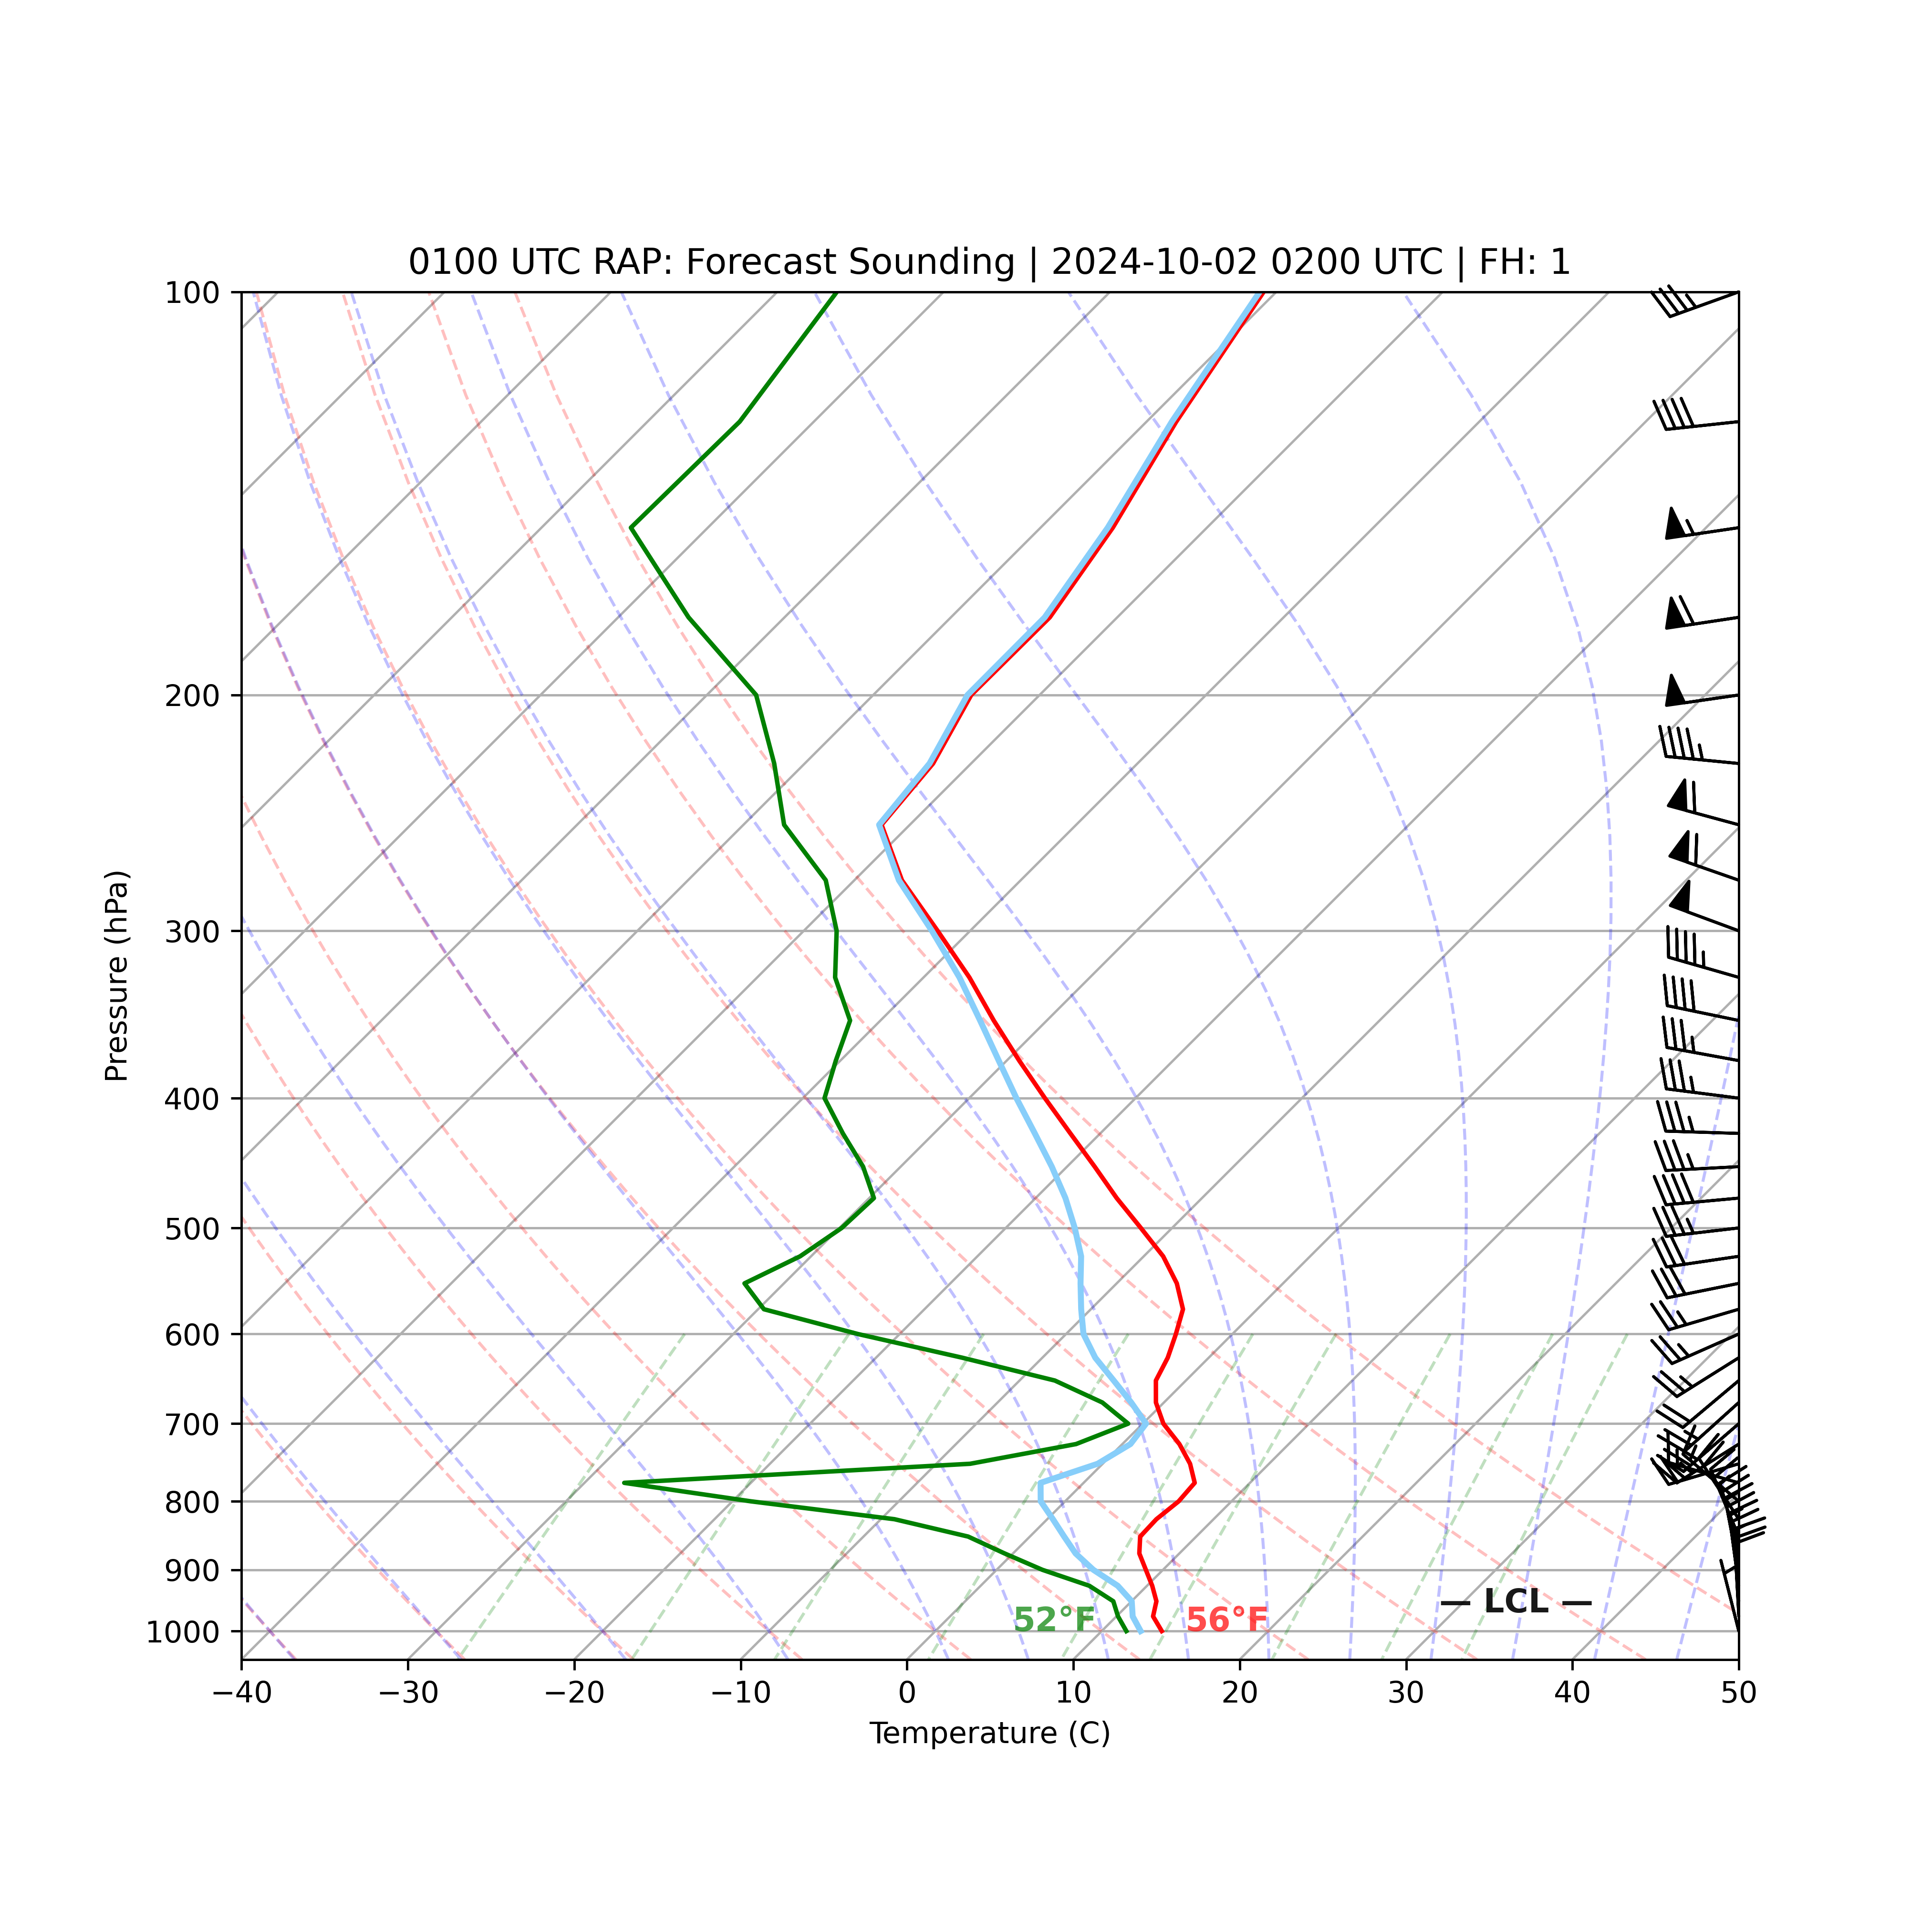 0100 UTC RAP: Forecast Sounding | 2024-10-02 0200 UTC | FH: 1
100
200
300
400
500
600
700
800
900
1000
Pressure (hPa)
52°F
56°F
— LCL —
−40 −30 −20 −10 0 10 20 30 40 50
Temperature (C)